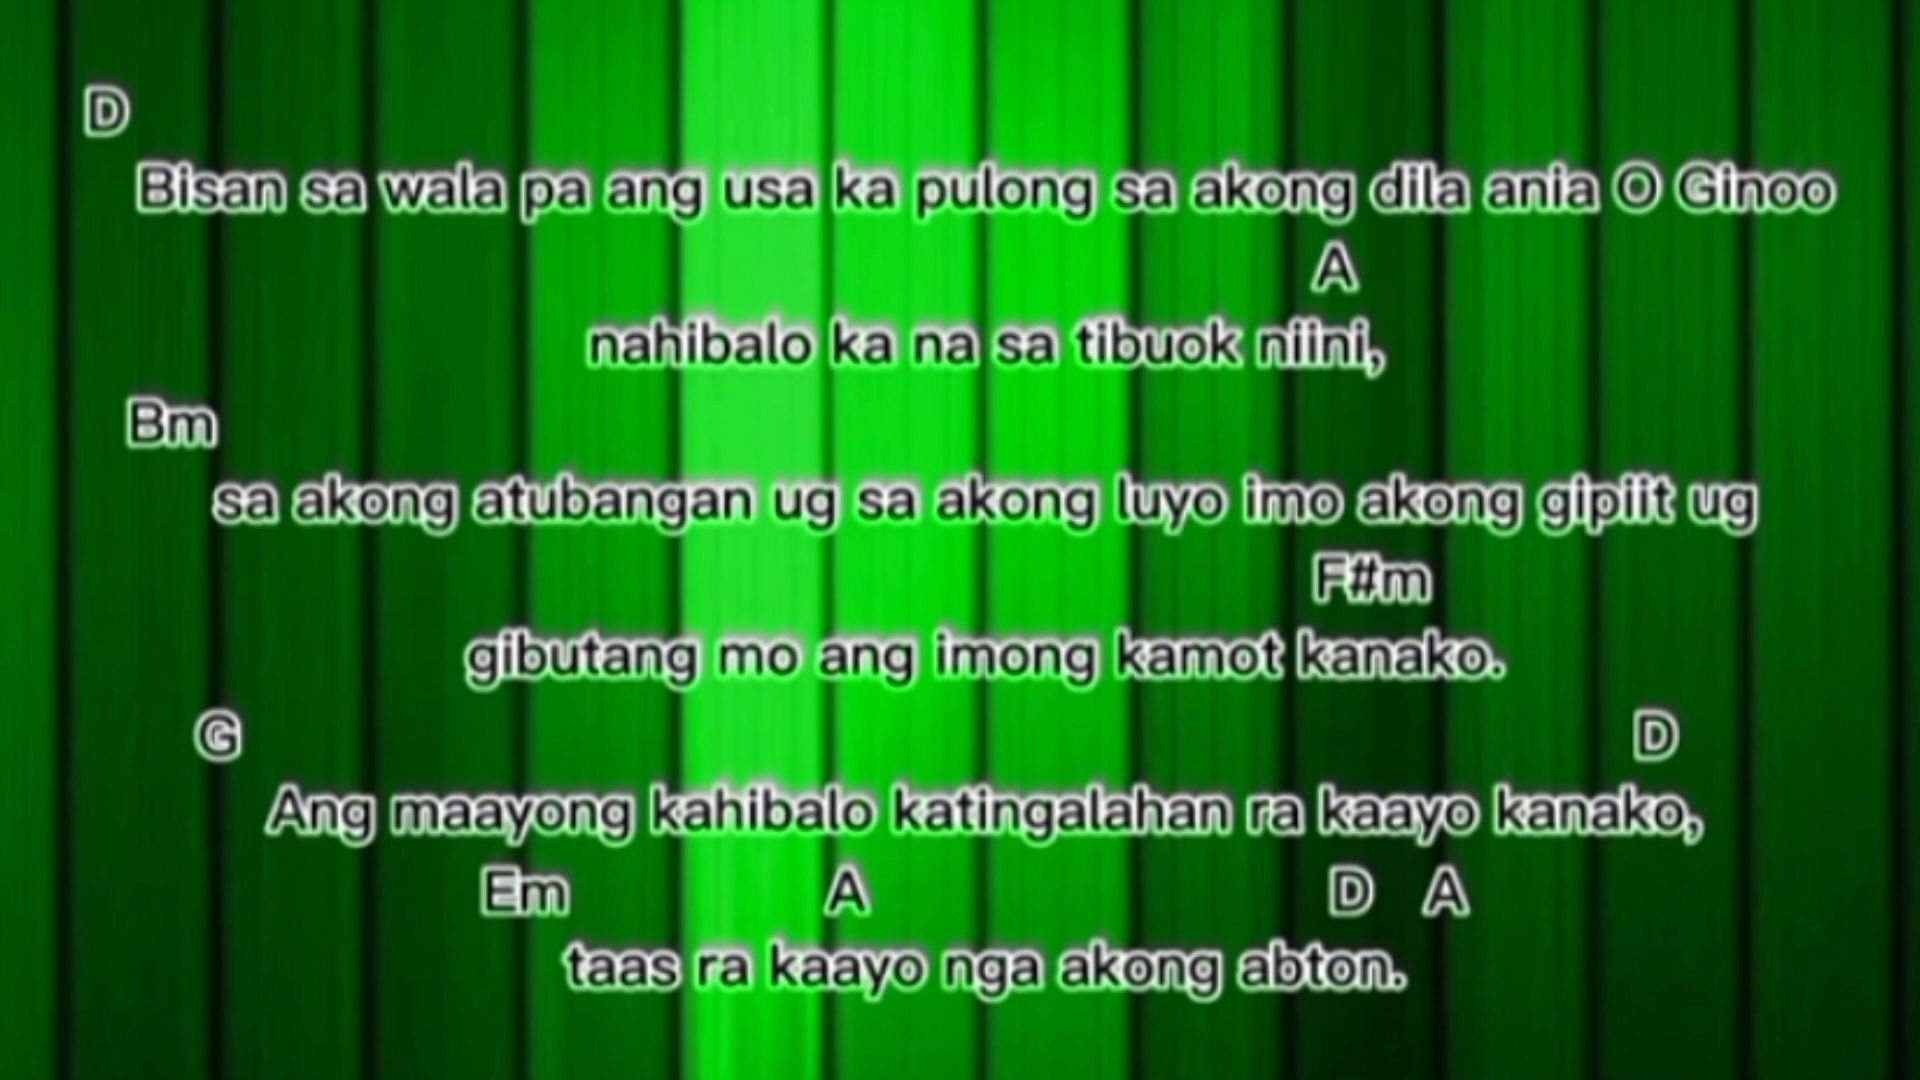 D
Bisan sa wala pa ang usa ka pulong sa akong dila ania O Ginoo
A
nahibalo ka na sa tibuok niini,
Bm
sa akong atubangan ug sa akong luyo imo akong gipiit ug
F#m
gibutang mo ang imong kamot kanako.
G D
Ang maayong kahibalo katingalahan ra kaayo kanako,
Em A D A
taas ra kaayo nga akong abton.